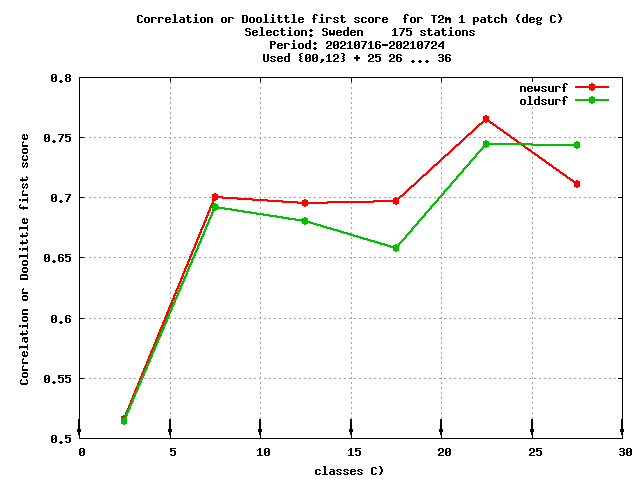 Correlation or Doolittle first score  for T2m 1 patch (deg C)
Selection: Sweden    175 stations
Period: 20210716-20210724
Used {00,12} + 25 26 ... 36
newsurf
oldsurf
0.8
0.75
0.7
0.65
0.6
0.55
0.5
Correlation or Doolittle first score
0 5 10 15 20 25 30
classes C)